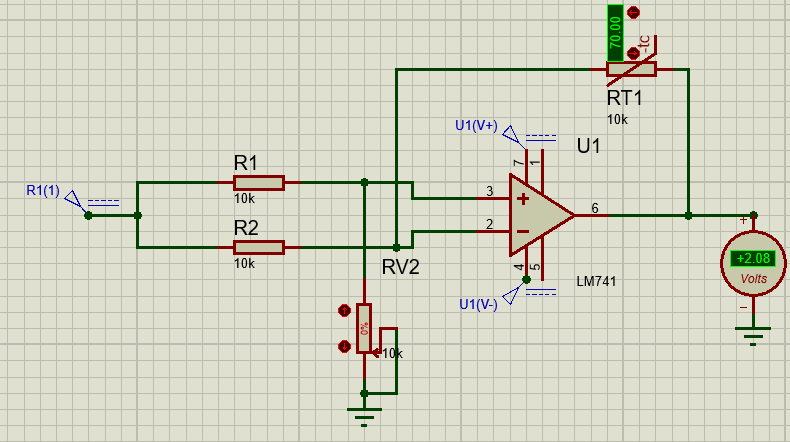 70.00
-tc
RT1
10k
U1(V+)
U1
7
1
R1(1)
R1
10k
3
R2
10k
2
6
+
RV2
4
5
LM741
U1(V-)
+2.08
Volts
0%
10k